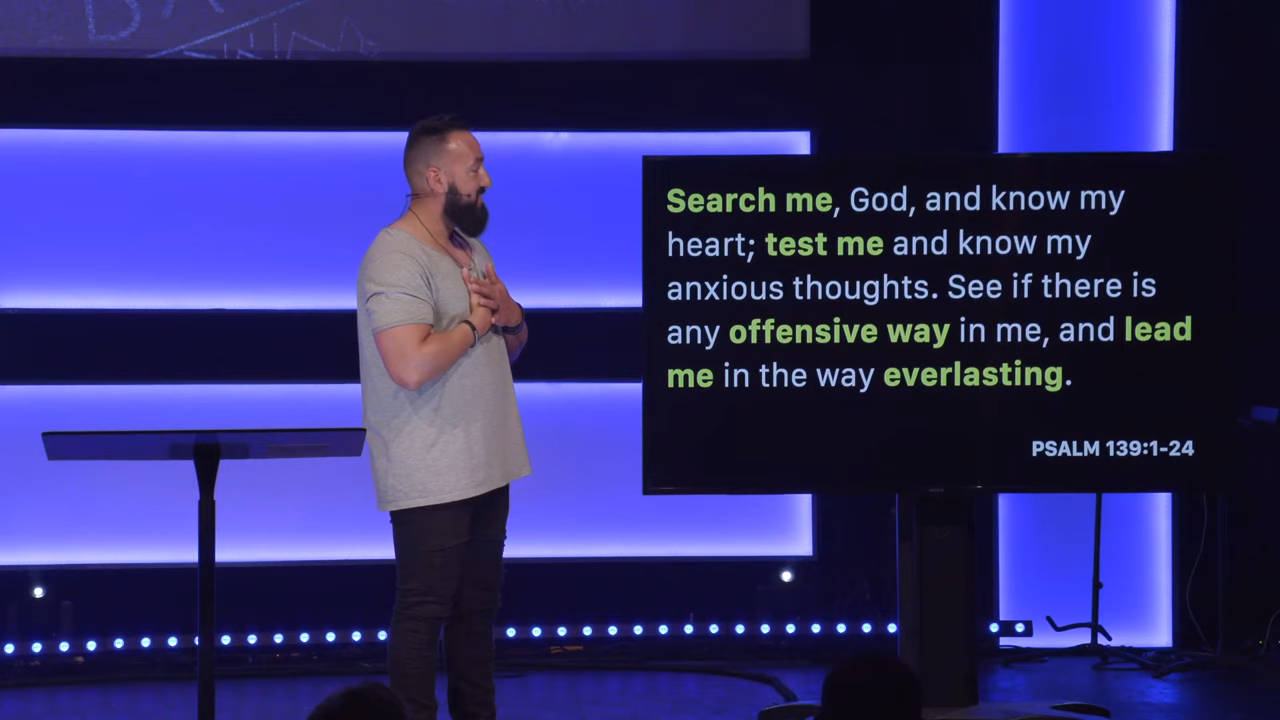 Search me, God, and know my
heart; test me and know my
anxious thoughts. See if there is
any offensive way in me, and lead
me in the way everlasting.
PSALM 139:1-24